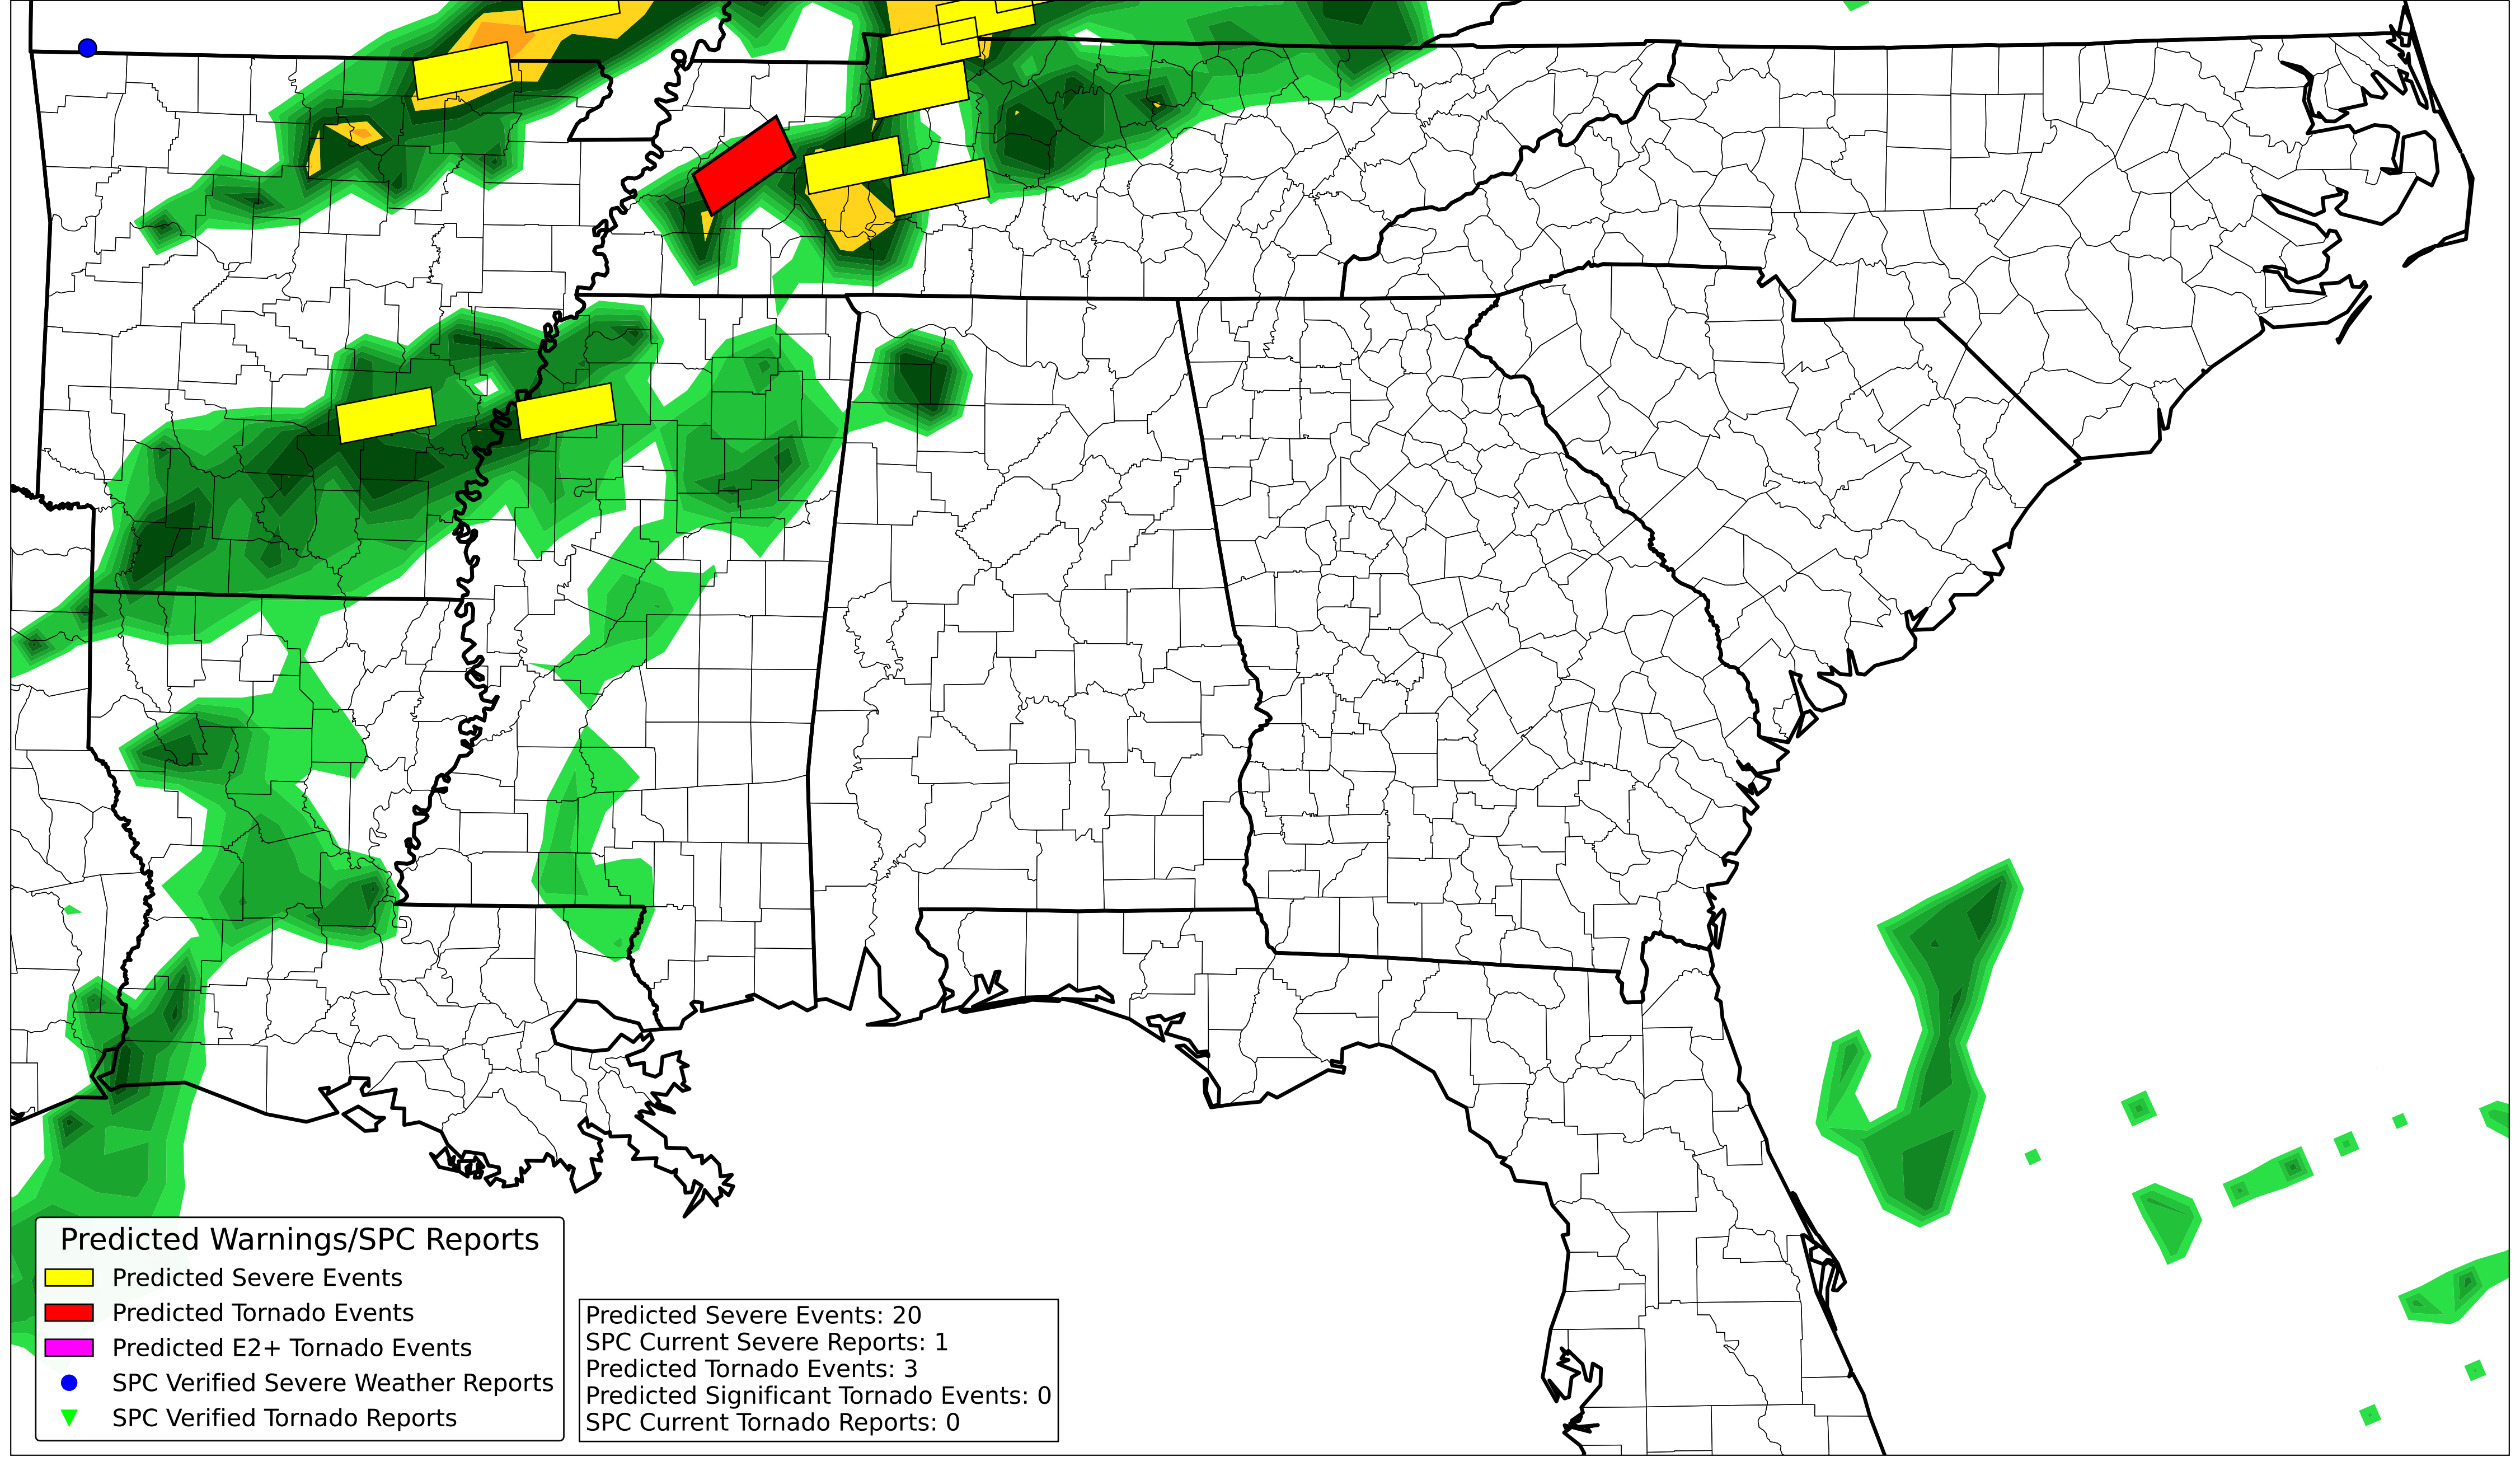 Predicted Warnings/SPC Reports
Predicted Severe Events
Predicted Tornado Events
Predicted E2+ Tornado Events
SPC Verified Severe Weather Reports
SPC Verified Tornado Reports
Predicted Severe Events: 20
SPC Current Severe Reports: 1
Predicted Tornado Events: 3
Predicted Significant Tornado Events: 0
SPC Current Tornado Reports: 0